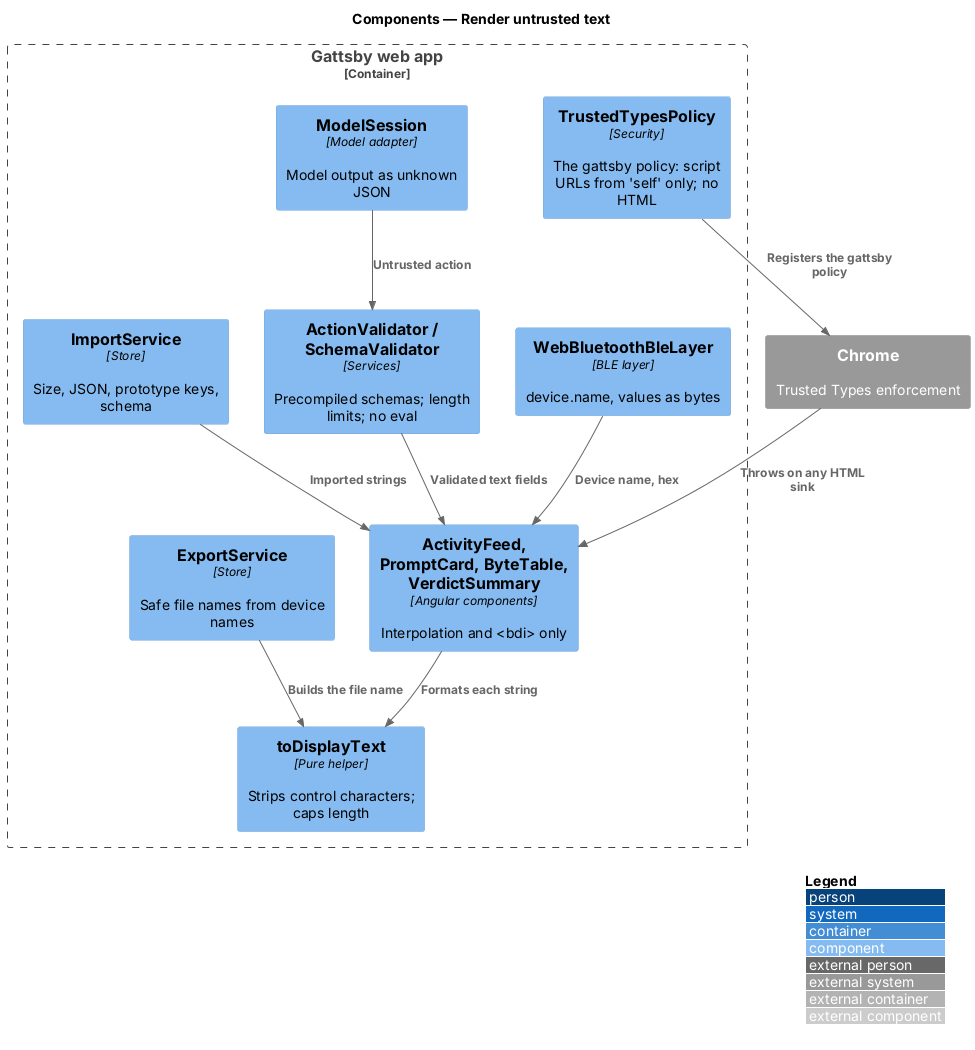 Components — Render untrusted text
Gattsby web app
[Container]
ModelSession
[Model adapter]
Model output as unknown
JSON
TrustedTypesPolicy
[Security]
The gattsby policy: script
URLs from 'self' only; no
HTML
Untrusted action
Registers the gattsby
policy
ImportService
[Store]
Size, JSON, prototype keys,
schema
ActionValidator /
SchemaValidator
[Services]
Precompiled schemas; length
limits; no eval
WebBluetoothBleLayer
[BLE layer]
device.name, values as bytes
Chrome
Trusted Types enforcement
Imported strings
Validated text fields
Device name, hex
Throws on any HTML
sink
ExportService
[Store]
Safe file names from device
names
ActivityFeed,
PromptCard, ByteTable,
VerdictSummary
[Angular components]
Interpolation and <bdi> only
Builds the file name
Formats each string
toDisplayText
[Pure helper]
Strips control characters;
caps length
Legend
person
system
container
component
external person
external system
external container
external component